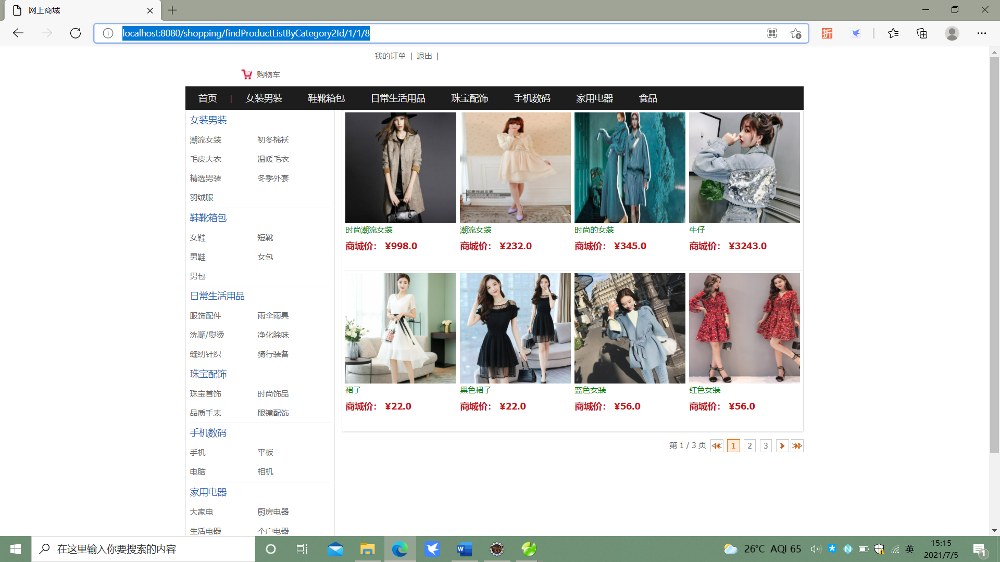 网上商城
localhost:8080/shopping/findProductListByCategory2Id/1/1/8
折
我的订单 | 退出 |
购物车
首页 | 女装男装 鞋靴箱包 日常生活用品 珠宝配饰 手机数码 家用电器 食品
女装男装
潮流女装 初冬棉袄
毛皮大衣 温暖毛衣
精选男装 冬季外套
羽绒服
鞋靴箱包
女鞋 短靴
男鞋 女包
男包
日常生活用品
服饰配件 雨伞雨具
洗晒/熨烫 净化除味
缝纫针织 骑行装备
珠宝配饰
珠宝首饰 时尚饰品
品质手表 眼镜配饰
手机数码
手机 平板
电脑 相机
家用电器
大家电 厨房电器
生活电器 个户电器
时尚潮流女装 潮流女装 时尚的女装 牛仔
商城价： ¥998.0 商城价： ¥232.0 商城价： ¥345.0 商城价： ¥3243.0
裙子 黑色裙子 蓝色女装 红色女装
商城价： ¥22.0 商城价： ¥22.0 商城价： ¥56.0 商城价： ¥56.0
第 1 / 3 页 1 2 3
在这里输入你要搜索的内容
26°C AQI 65
英
15:15
2021/7/5
1